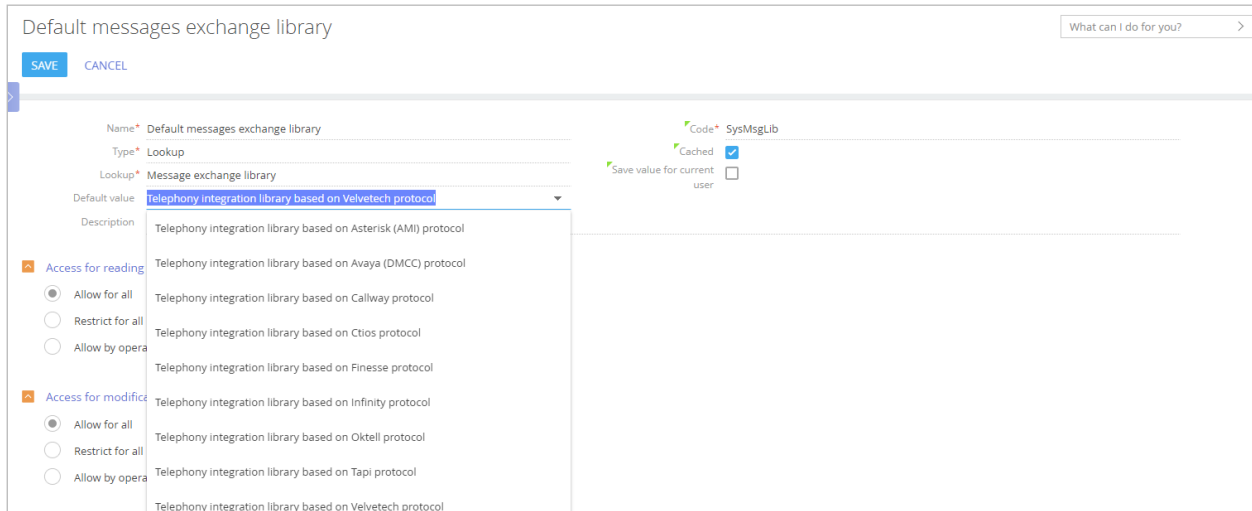 Default messages exchange library
What can I do for you?
SAVE CANCEL
Name* Default messages exchange library
Type* Lookup
Lookup* Message exchange library
Default value Telephony integration library based on Velvetech protocol
Description
Code* SysMsgLib
Cached
Save value for current
user
Telephony integration library based on Asterisk (AMI) protocol
Telephony integration library based on Avaya (DMCC) protocol
Telephony integration library based on Callway protocol
Telephony integration library based on Ctios protocol
Telephony integration library based on Finesse protocol
Telephony integration library based on Infinity protocol
Telephony integration library based on Oktell protocol
Telephony integration library based on Tapi protocol
Telephony integration library based on Velvetech protocol
Access for reading
Allow for all
Restrict for all
Allow by opera
Access for modifica
Allow for all
Restrict for all
Allow by opera